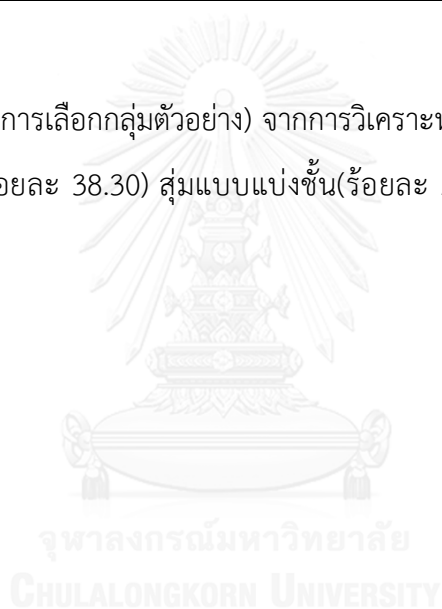 การเลือกกลุ่มตัวอย่าง) จากการวิเคราะห์
ร้อยละ 38.30) สุ่มแบบแบ่งชั้น(ร้อยละ
จุฬาลงกรณ์มหาวิทยาลัย
CHULALONGKORN UNIVERSITY